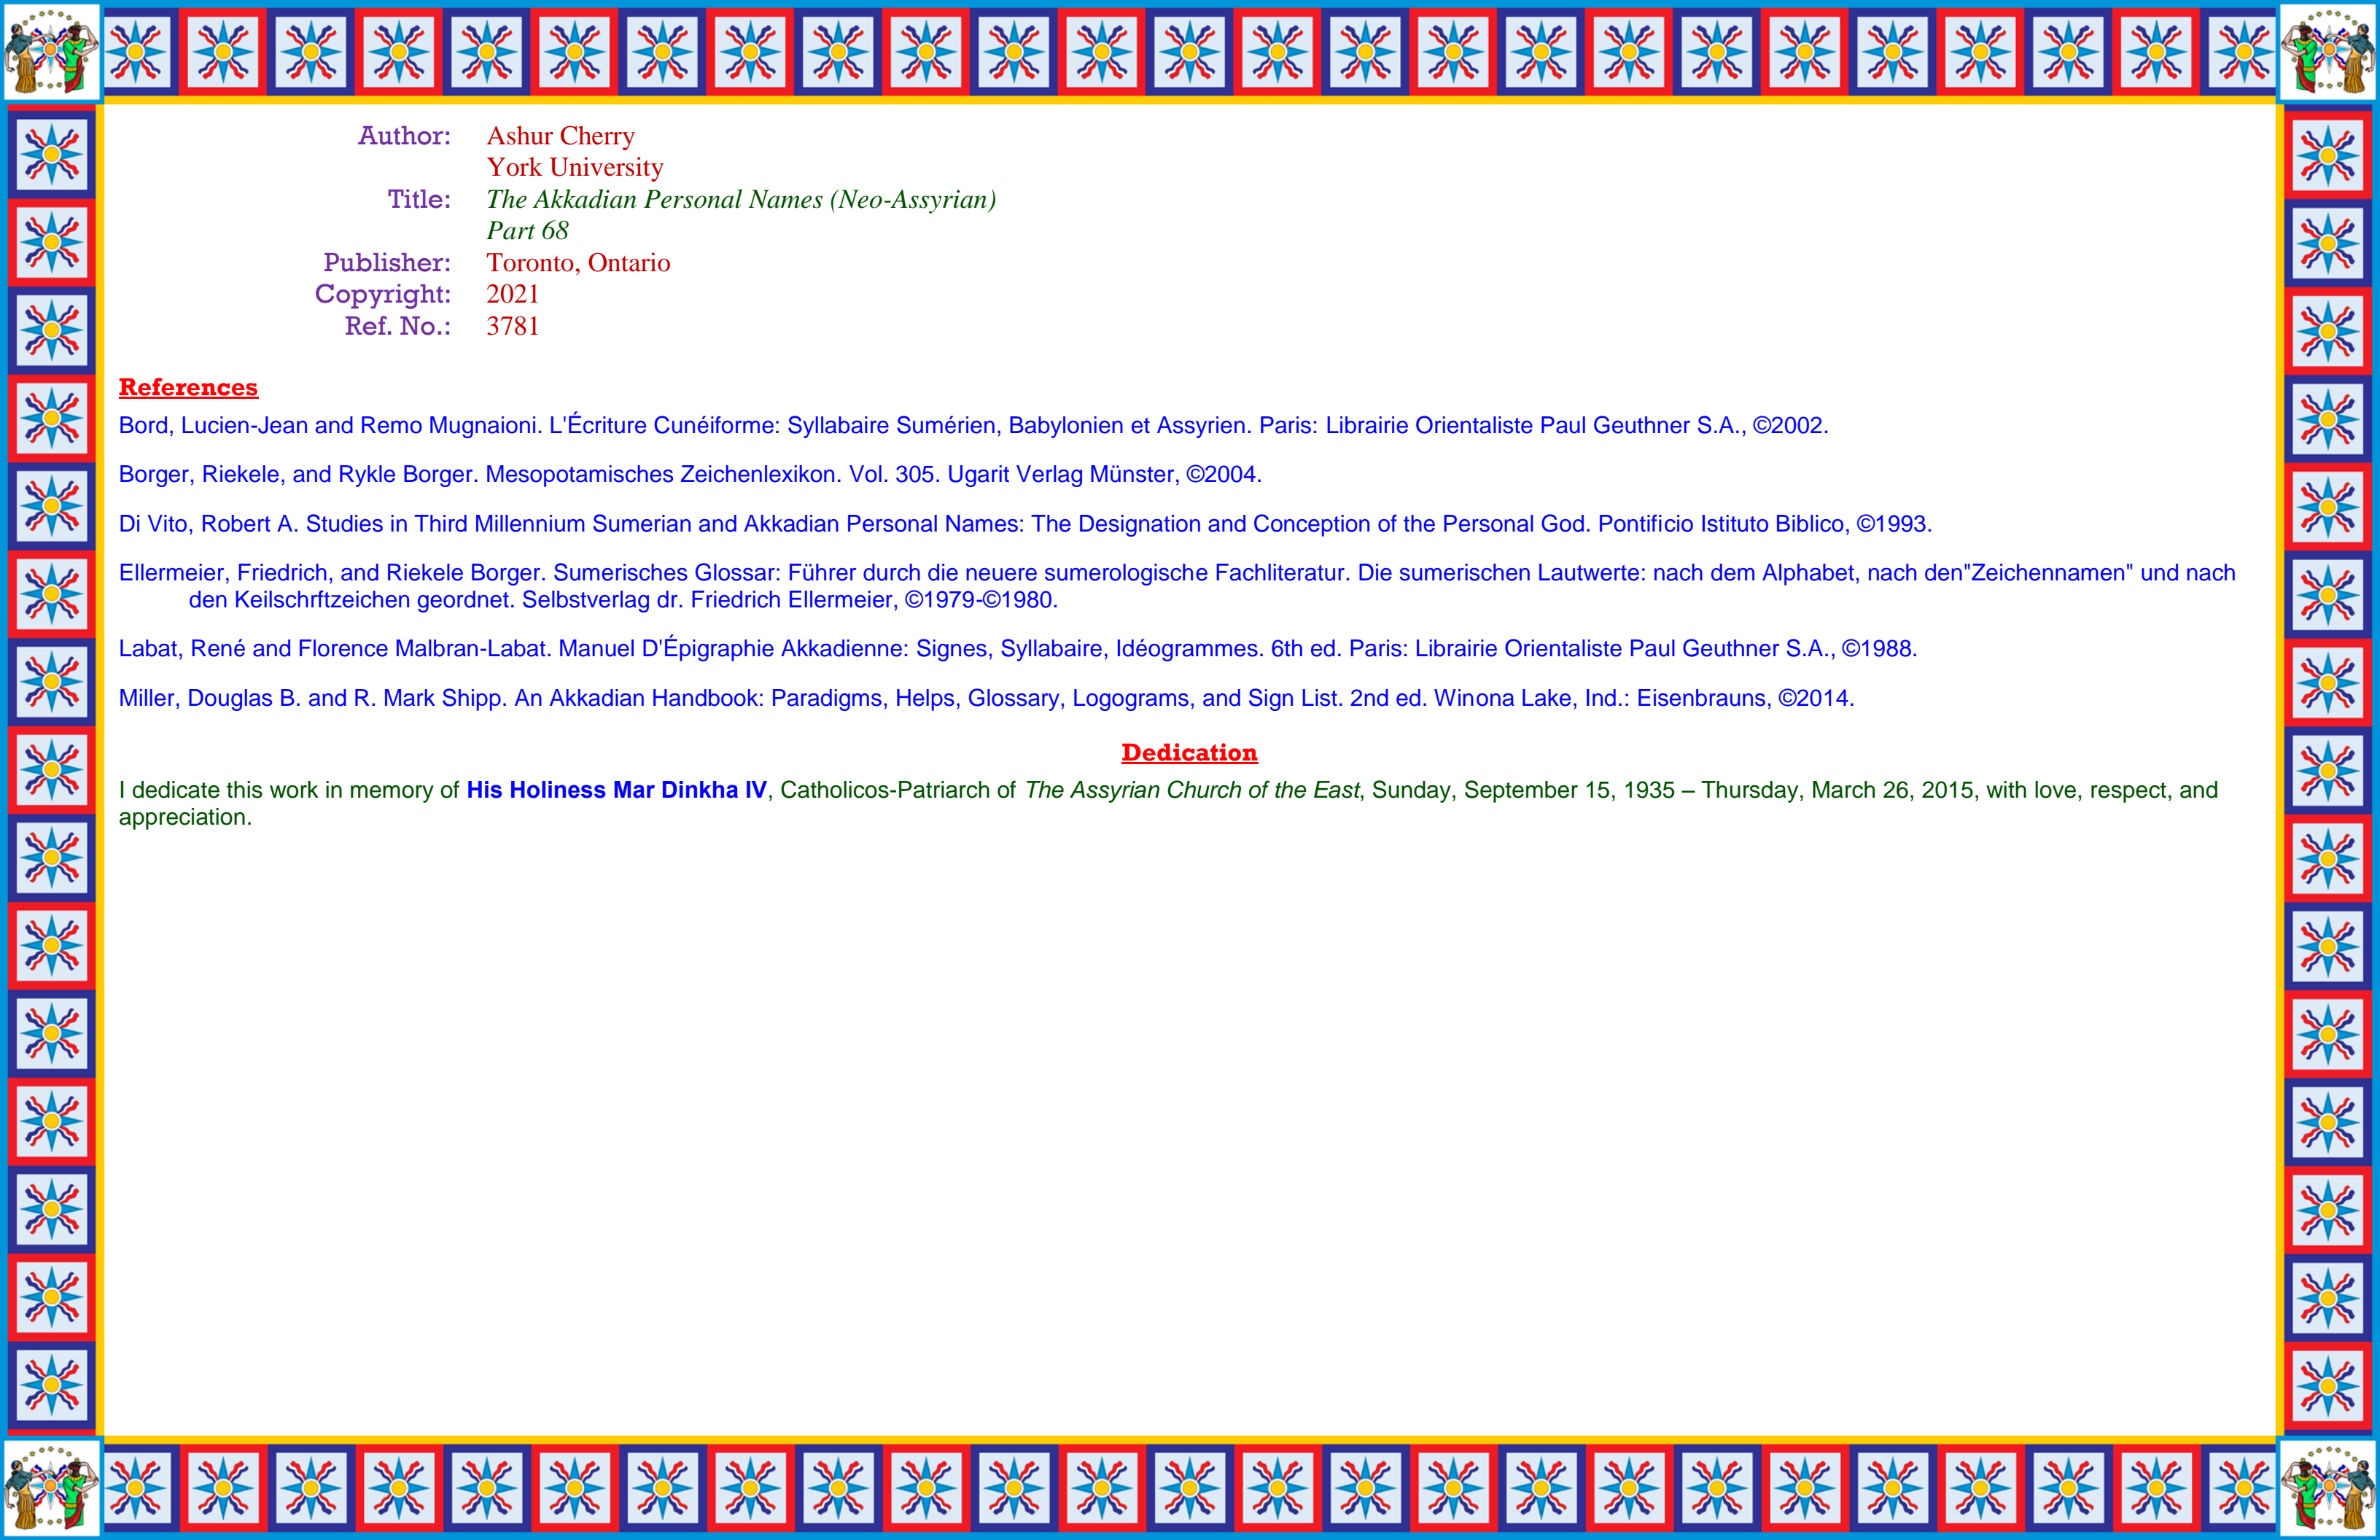 Author: Ashur Cherry
York University
Title: The Akkadian Personal Names (Neo-Assyrian)
Part 68
Publisher: Toronto, Ontario
Copyright: 2021
Ref. No.: 3781
References
Bord, Lucien-Jean and Remo Mugnaioni. L'Écriture Cunéiforme: Syllabaire Sumérien, Babylonien et Assyrien. Paris: Librairie Orientaliste Paul Geuthner S.A., ©2002.
Borger, Riekele, and Rykle Borger. Mesopotamisches Zeichenlexikon. Vol. 305. Ugarit Verlag Münster, ©2004.
Di Vito, Robert A. Studies in Third Millennium Sumerian and Akkadian Personal Names: The Designation and Conception of the Personal God. Pontificio Istituto Biblico, ©1993.
Ellermeier, Friedrich, and Riekele Borger. Sumerisches Glossar: Führer durch die neuere sumerologische Fachliteratur. Die sumerischen Lautwerte: nach dem Alphabet, nach den"Zeichennamen" und nach
den Keilschrftzeichen geordnet. Selbstverlag dr. Friedrich Ellermeier, ©1979-©1980.
Labat, René and Florence Malbran-Labat. Manuel D'Épigraphie Akkadienne: Signes, Syllabaire, Idéogrammes. 6th ed. Paris: Librairie Orientaliste Paul Geuthner S.A., ©1988.
Miller, Douglas B. and R. Mark Shipp. An Akkadian Handbook: Paradigms, Helps, Glossary, Logograms, and Sign List. 2nd ed. Winona Lake, Ind.: Eisenbrauns, ©2014.
Dedication
I dedicate this work in memory of His Holiness Mar Dinkha IV, Catholicos-Patriarch of The Assyrian Church of the East, Sunday, September 15, 1935 – Thursday, March 26, 2015, with love, respect, and
appreciation.